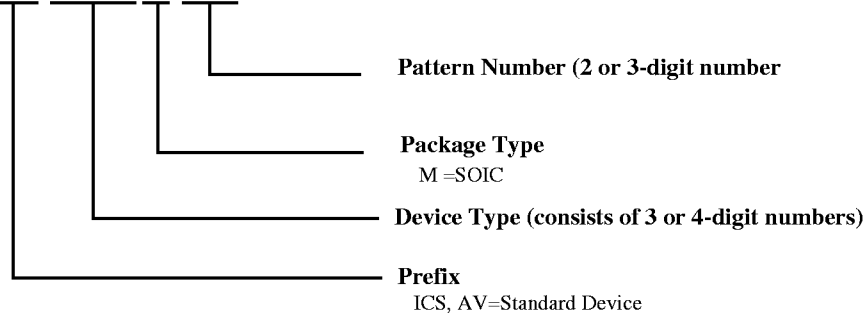 Pattern Number (2 or 3-digit number
Package Type
M =SOIC
Device Type (consists of 3 or 4-digit numbers)
Prefix
ICS, AV=Standard Device